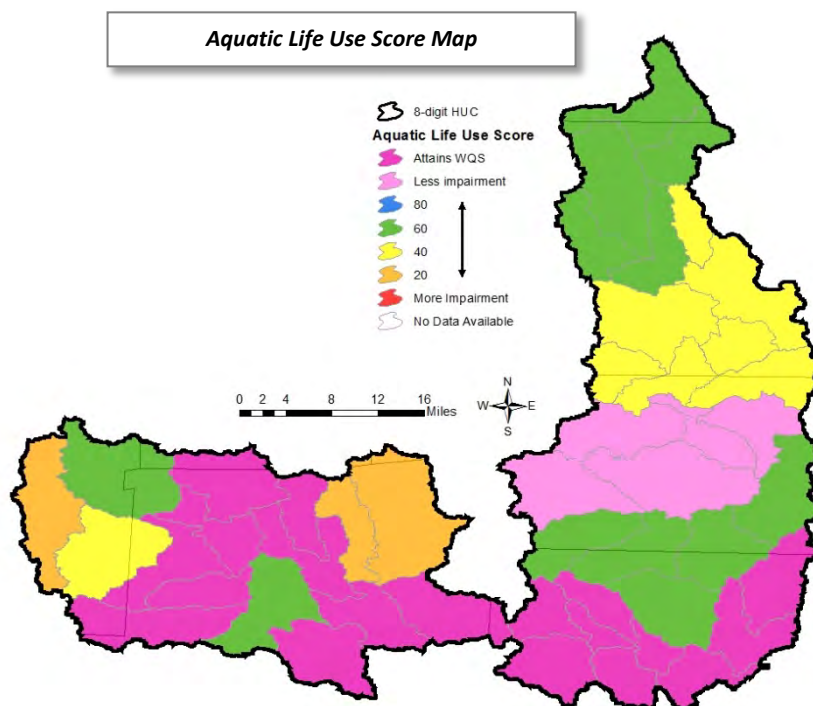 Aquatic Life Use Score Map
8-digit HUC
Aquatic Life Use Score
Attains WQS
Less impairment
80
60
40
20
More Impairment
No Data Available
0 2 4 8 12 16
Miles
N
W E
S